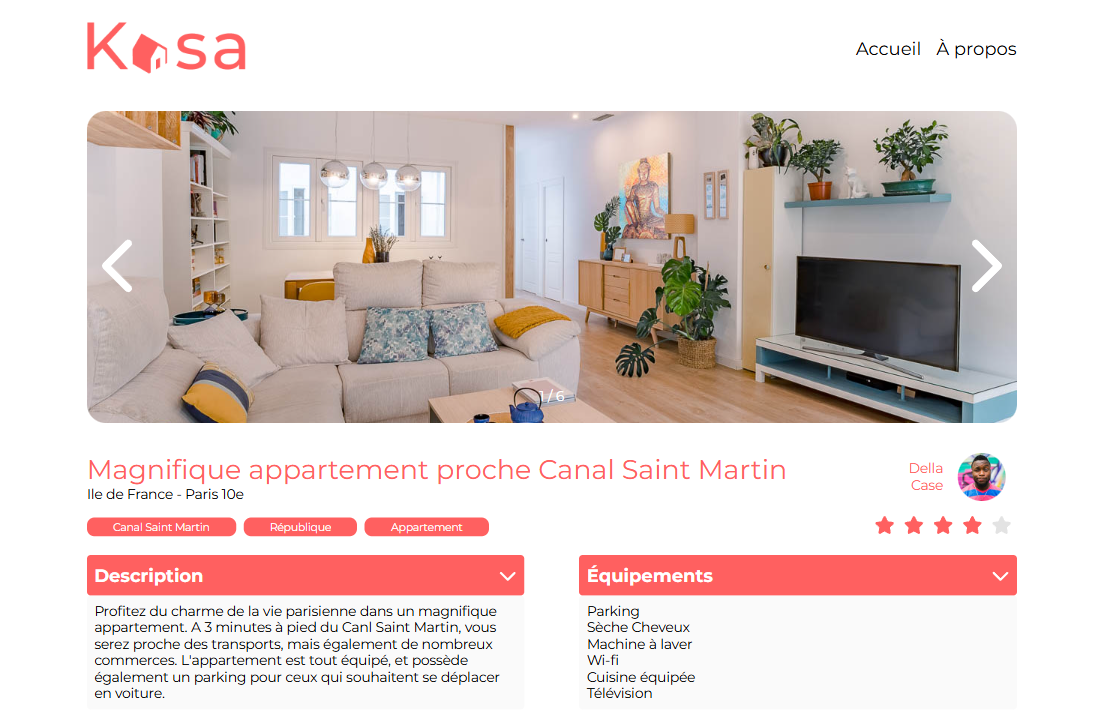 Kasa
Accueil À propos
1 / 6
Magnifique appartement proche Canal Saint Martin
Ile de France - Paris 10e
Della
Case
Canal Saint Martin République Appartement
Description
Profitez du charme de la vie parisienne dans un magnifique
appartement. A 3 minutes à pied du Canl Saint Martin, vous
serez proche des transports, mais également de nombreux
commerces. L'appartement est tout équipé, et possède
également un parking pour ceux qui souhaitent se déplacer
en voiture.
Équipements
Parking
Sèche Cheveux
Machine à laver
Wi-fi
Cuisine équipée
Télévision